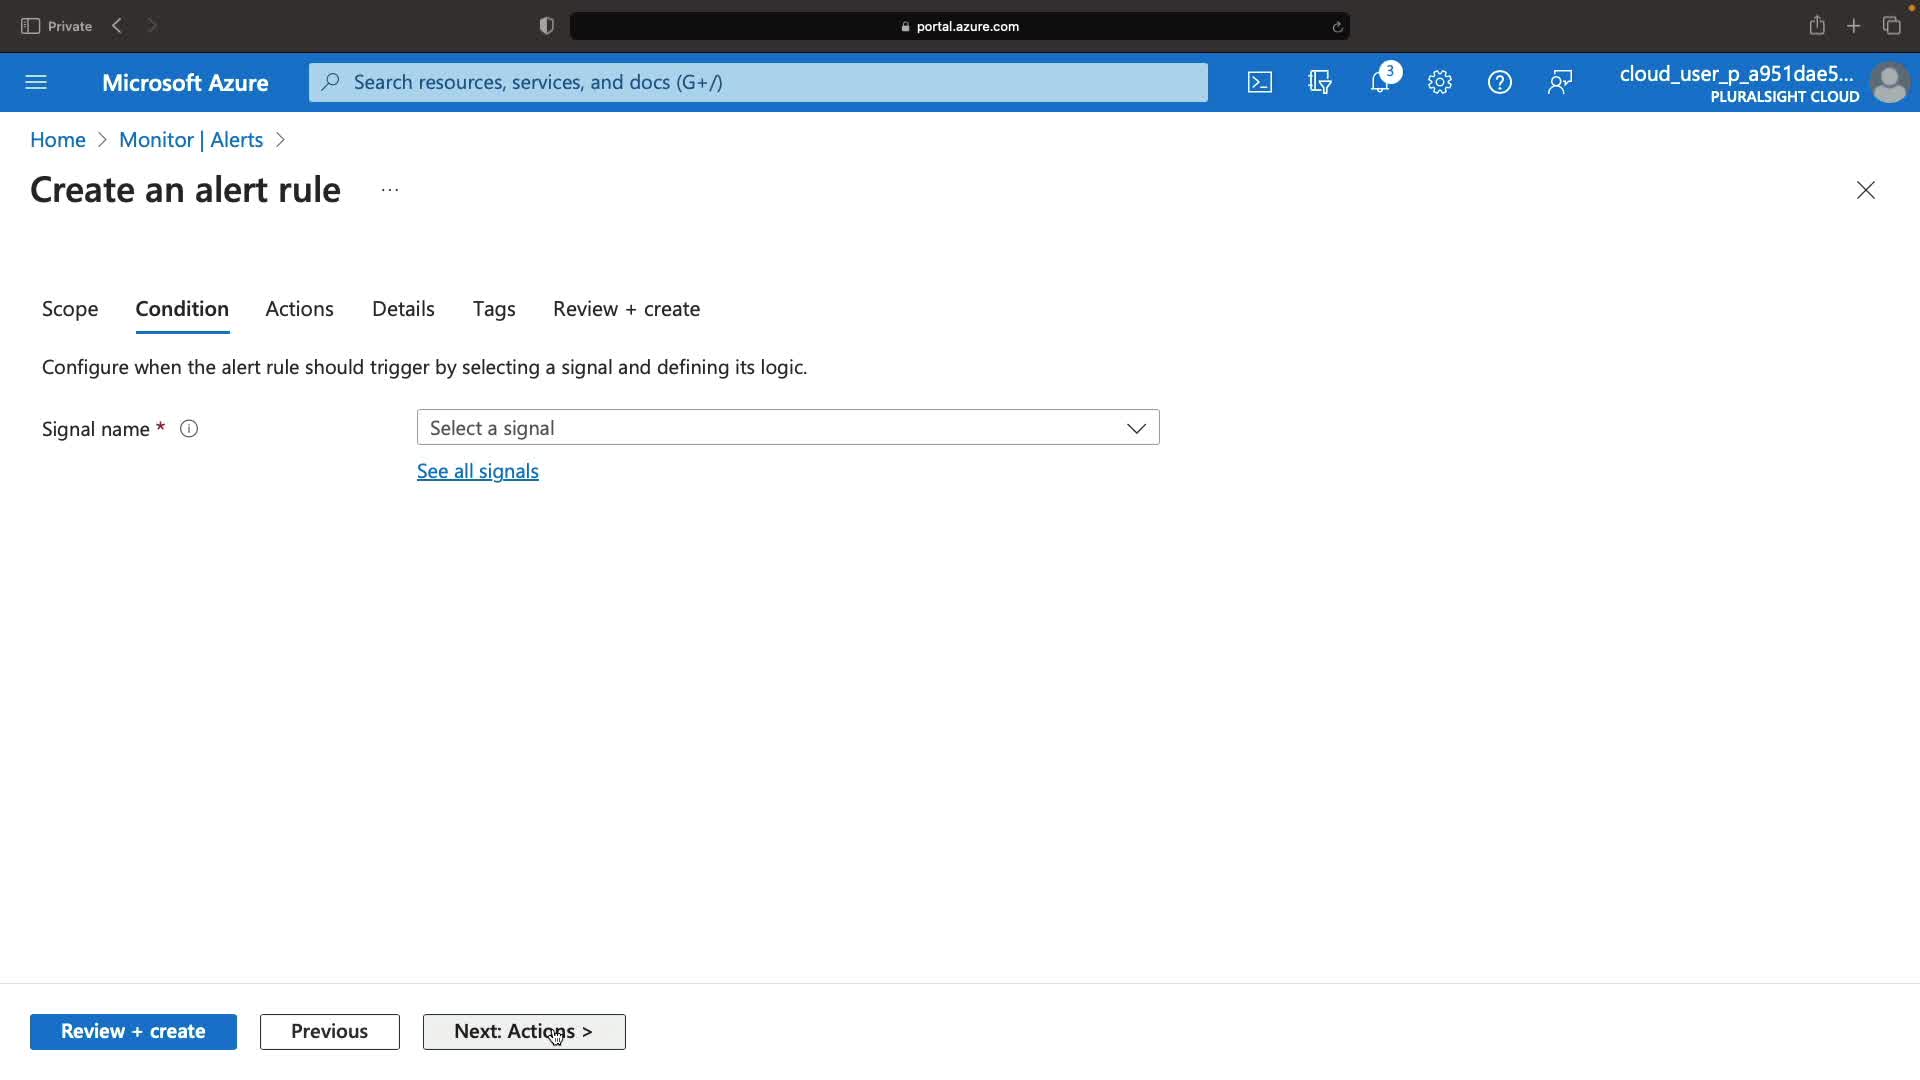 Private
portal.azure.com
Microsoft Azure
Search resources, services, and docs (G+/)
3
cloud_user_p_a951dae5...
PLURALSIGHT CLOUD
Home > Monitor | Alerts >
Create an alert rule ...
Scope Condition Actions Details Tags Review + create
Configure when the alert rule should trigger by selecting a signal and defining its logic.
Signal name *
Select a signal
See all signals
Review + create Previous Next: Actions >